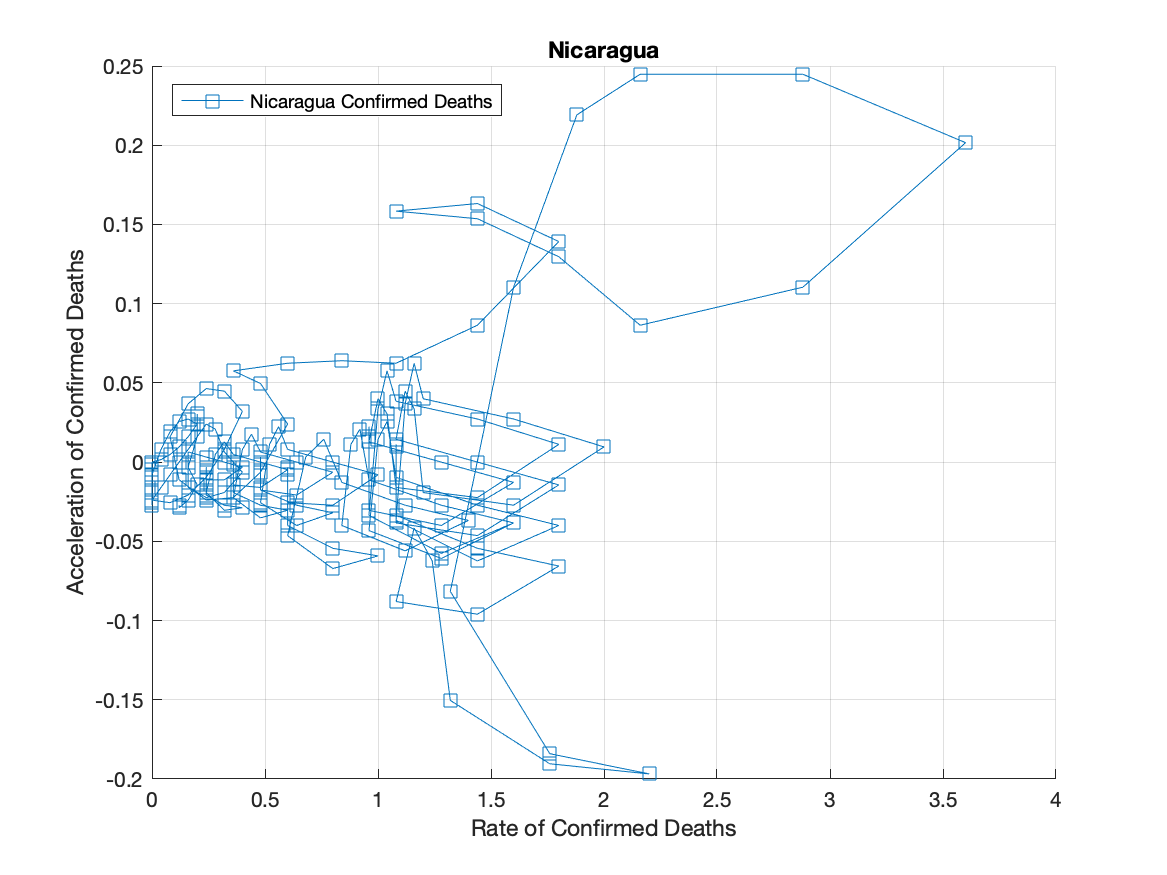 Nicaragua
Nicaragua Confirmed Deaths
0.25
0.2
0.15
0.1
0.05
0
-0.05
-0.1
-0.15
-0.2
Acceleration of Confirmed Deaths
0 0.5 1 1.5 2 2.5 3 3.5 4
Rate of Confirmed Deaths